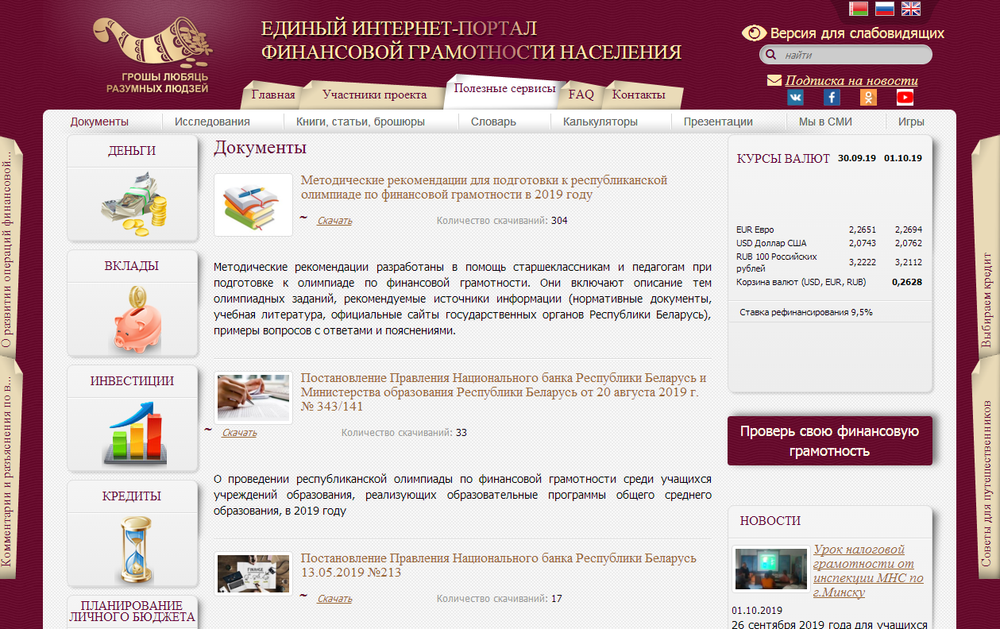 ГРОШЫ ЛЮБЯЦЬ
РАЗУМНЫХ ЛЮДЗЕЙ
ЕДИНЫЙ ИНТЕРНЕТ-ПОРТАЛ
ФИНАНСОВОЙ ГРАМОТНОСТИ НАСЕЛЕНИЯ
Версия для слабовидящих
найти
Подписка на новости
Главная
Участники проекта
Полезные сервисы
FAQ
Контакты
Документы
Исследования
Книги, статьи, брошюры
Словарь
Калькуляторы
Презентации
Мы в СМИ
Игры
О развитии операций финансовой...
Комментарии и разъяснения по в...
ДЕНЬГИ
ВКЛАДЫ
ИНВЕСТИЦИИ
КРЕДИТЫ
ПЛАНИРОВАНИЕ
ЛИЧНОГО БЮДЖЕТА
Документы
Методические рекомендации для подготовки к республиканской
олимпиаде по финансовой грамотности в 2019 году
~ Скачать Количество скачиваний: 304
Методические рекомендации разработаны в помощь старшеклассникам и педагогам при
подготовке к олимпиаде по финансовой грамотности. Они включают описание тем
олимпиадных заданий, рекомендуемые источники информации (нормативные документы,
учебная литература, официальные сайты государственных органов Республики Беларусь),
примеры вопросов с ответами и пояснениями.
Постановление Правления Национального банка Республики Беларусь и
Министерства образования Республики Беларусь от 20 августа 2019 г.
№ 343/141
~ Скачать Количество скачиваний: 33
О проведении республиканской олимпиады по финансовой грамотности среди учащихся
учреждений образования, реализующих образовательные программы общего среднего
образования, в 2019 году
FINANCE
Постановление Правления Национального банка Республики Беларусь
13.05.2019 №213
~ Скачать Количество скачиваний: 17
КУРСЫ ВАЛЮТ 30.09.19 01.10.19
EUR Евро 2,2651 2,2694
USD Доллар США 2,0743 2,0762
RUB 100 Российских
рублей 3,2222 3,2112
Корзина валют (USD, EUR, RUB) 0,2628
Ставка рефинансирования 9,5%
Проверь свою финансовую
грамотность
НОВОСТИ
Урок налоговой
грамотности от
инспекции МНС по
г.Минску
01.10.2019
26 сентября 2019 года для учащихся
Выбираем кредит
Советы для путешественников